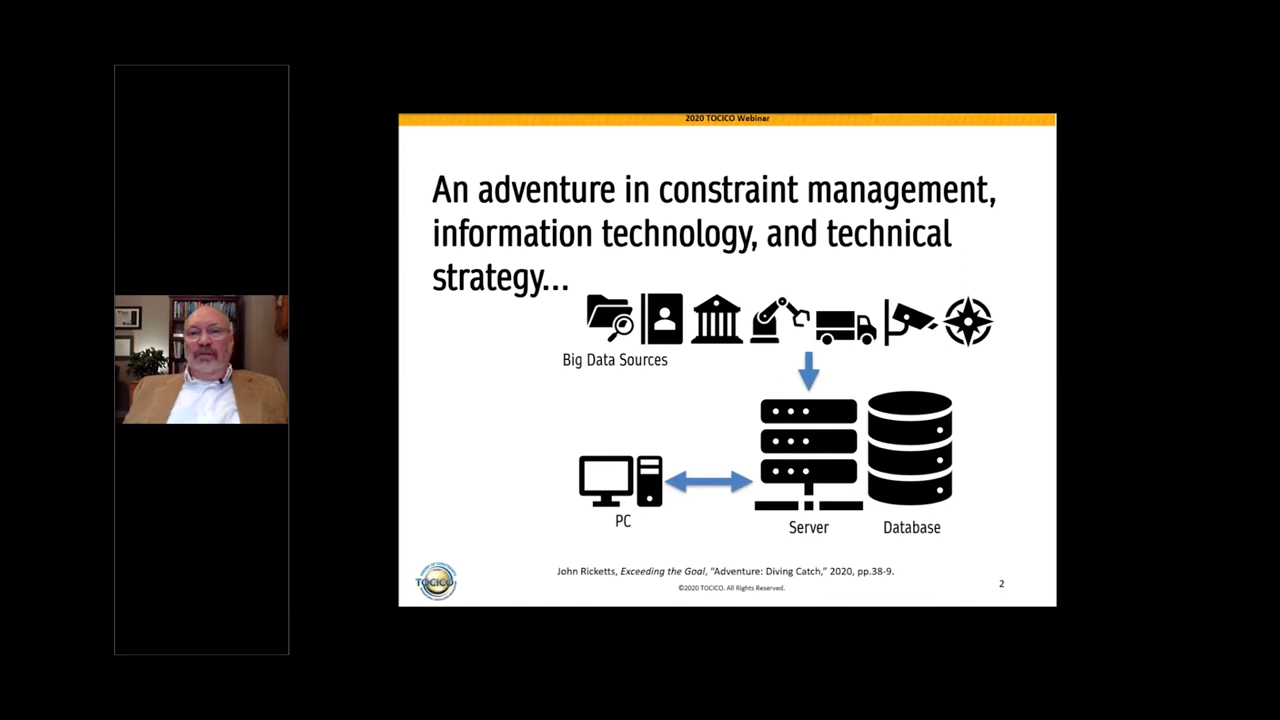 2020 TOCICO Webinar
An adventure in constraint management,
information technology, and technical
strategy...
Big Data Sources
PC
Server
Database
John Ricketts, Exceeding the Goal, “Adventure: Diving Catch,” 2020, pp.38-9.
©2020 TOCICO. All Rights Reserved.
2
TOCICO